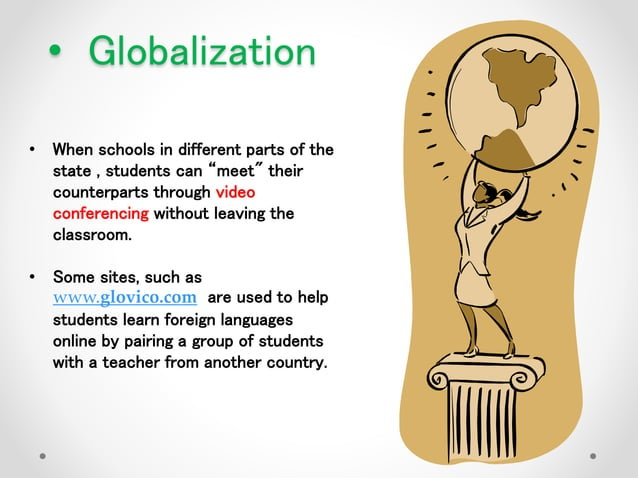 • Globalization
• When schools in different parts of the
state , students can “meet” their
counterparts through video
conferencing without leaving the
classroom.
• Some sites, such as
www.glovico.com are used to help
students learn foreign languages
online by pairing a group of students
with a teacher from another country.